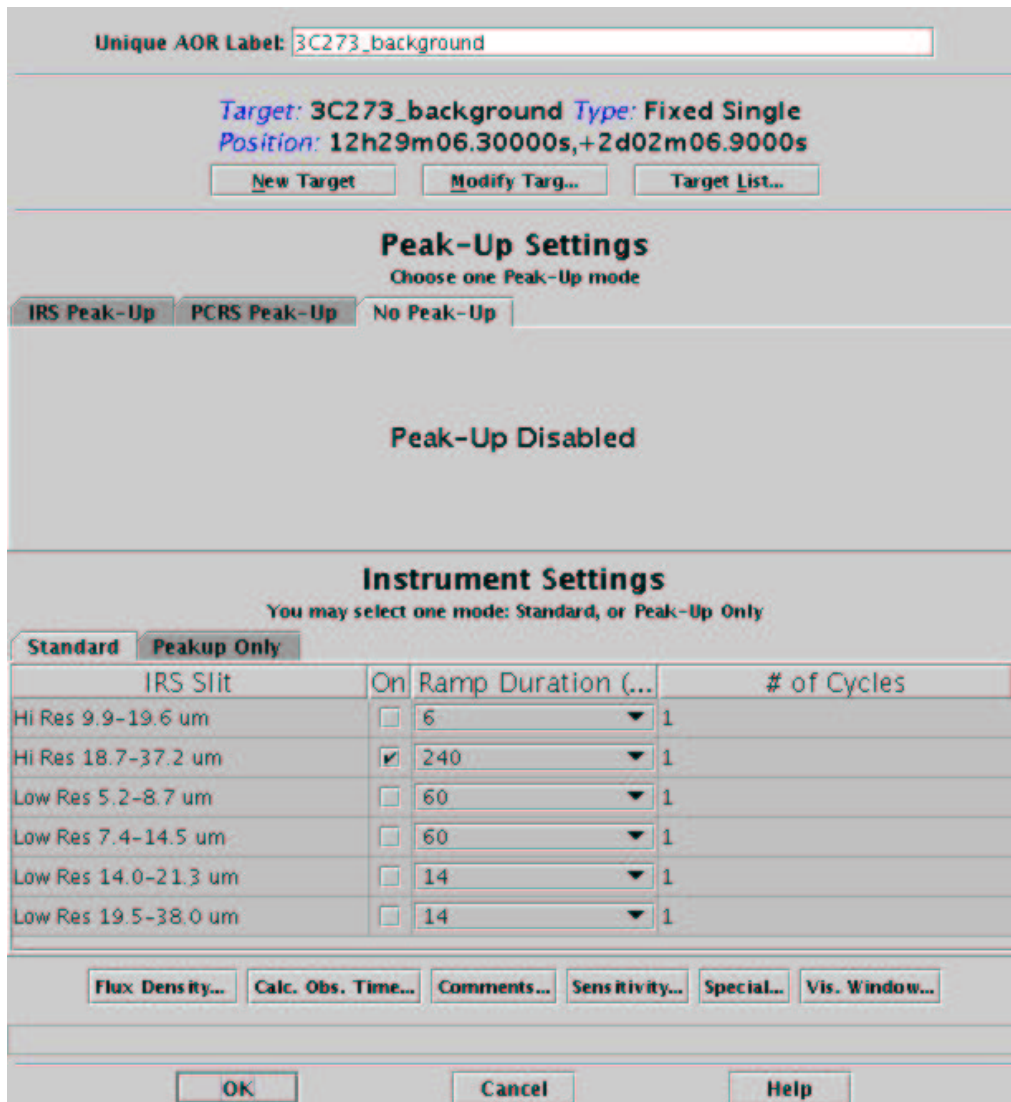 Unique AOR Label: 3C273_background
Target: 3C273_background Type: Fixed Single
Position: 12h29m06.30000s,+2d02m06.9000s
New Target Modify Targ... Target List...
Peak-Up Settings
Choose one Peak-Up mode
IRS Peak-Up PCRS Peak-Up No Peak-Up
Peak-Up Disabled
Instrument Settings
You may select one mode: Standard, or Peak-Up Only
Standard Peakup Only
IRS Slit On Ramp Duration (... # of Cycles
Hi Res 9.9-19.6 um 6 1
Hi Res 18.7-37.2 um 240 1
Low Res 5.2-8.7 um 60 1
Low Res 7.4-14.5 um 60 1
Low Res 14.0-21.3 um 14 1
Low Res 19.5-38.0 um 14 1
Flux Density... Calc. Obs. Time... Comments... Sensitivity... Special... Vis. Window...
OK Cancel Help